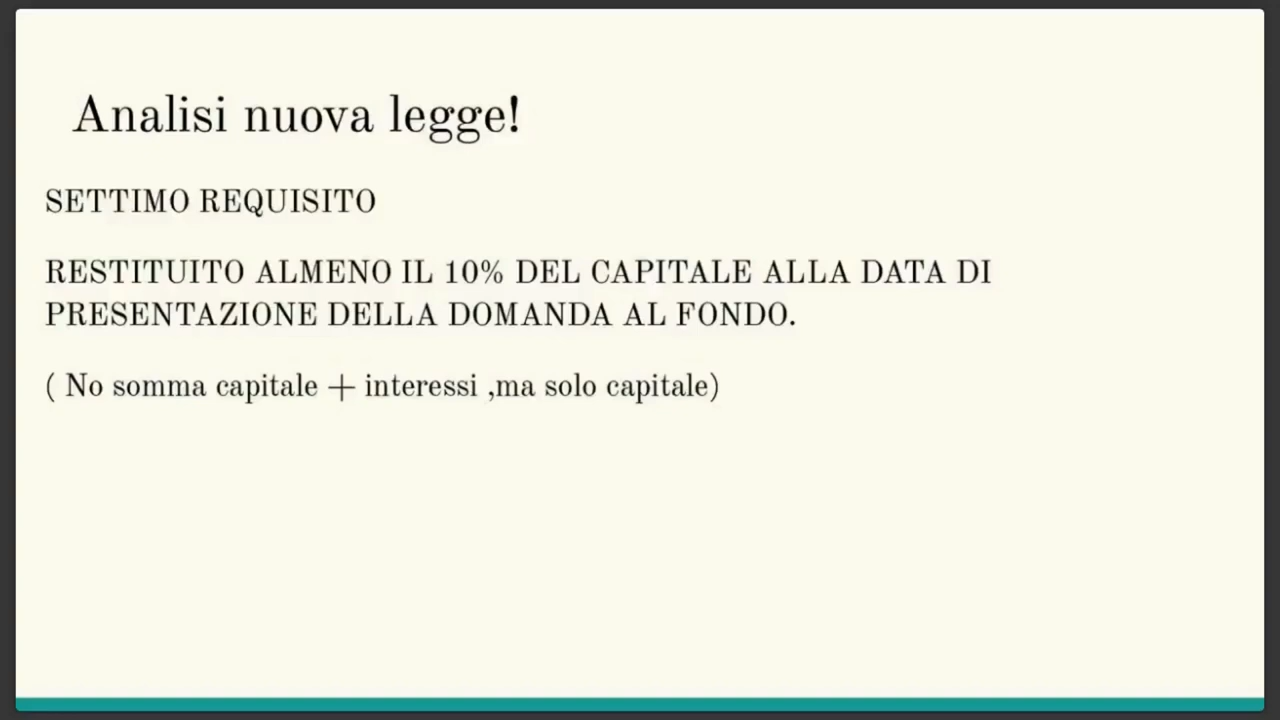 Analisi nuova legge!
SETTIMO REQUISITO
RESTITUITO ALMENO IL 10% DEL CAPITALE ALLA DATA DI
PRESENTAZIONE DELLA DOMANDA AL FONDO.
( No somma capitale + interessi ,ma solo capitale)